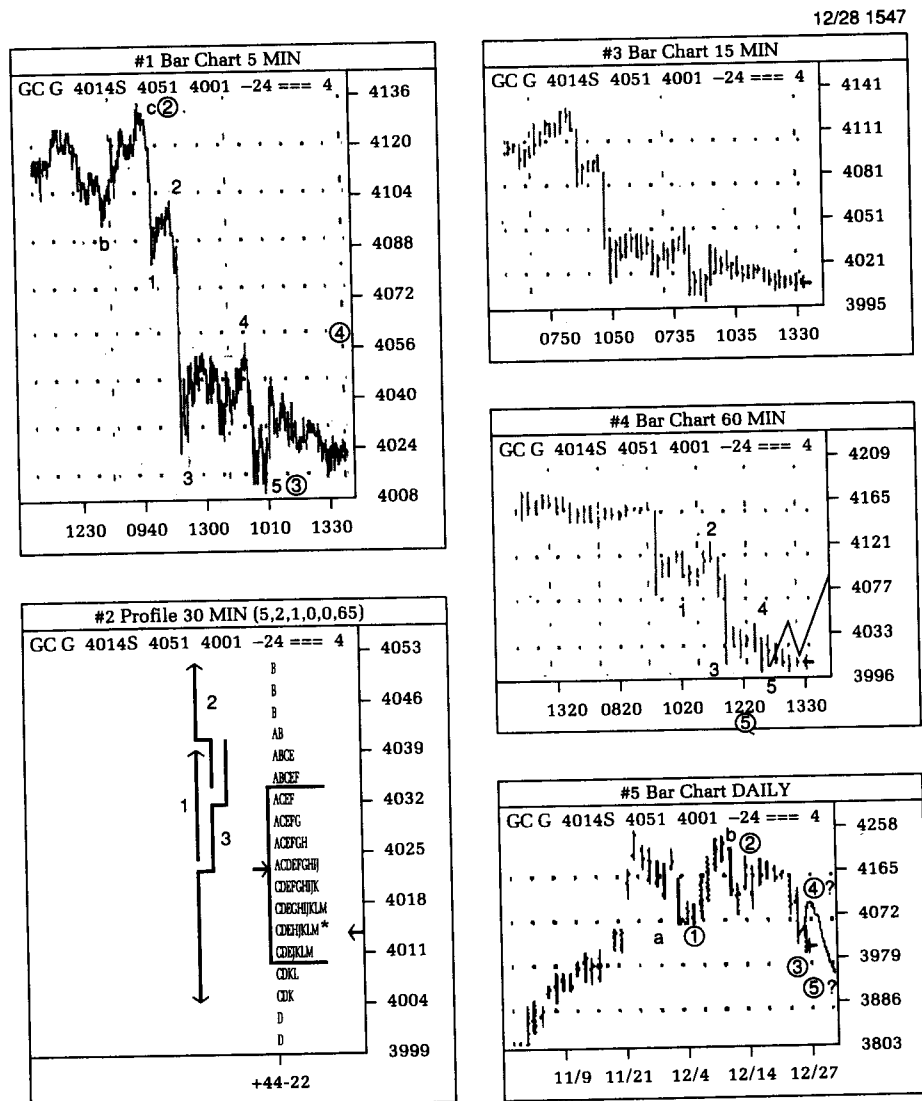 12/28 1547
#1 Bar Chart 5 MIN
GC G 4014S 4051 4001 -24 === 4
4136
4120
4104
4088
4072
4056
4040
4024
4008
c②
b
1
2
3
4
5③
④
1230 0940 1300 1010 1330
#2 Profile 30 MIN (5,2,1,0,0,65)
GC G 4014S 4051 4001 -24 === 4
4053
4046
4039
4032
4025
4018
4011
4004
3999
2
1
3
B
B
B
AB
ABCE
ABCEF
ACEF
ACEFG
ACEFGH
ACDEFGHIJ
CDEFGHIJK
CDEGHIJKLM
CDEHJKLM*
CDEJKLM
CDKL
CDK
D
D
+44-22
#3 Bar Chart 15 MIN
GC G 4014S 4051 4001 -24 === 4
4141
4111
4081
4051
4021
3995
0750 1050 0735 1035 1330
#4 Bar Chart 60 MIN
GC G 4014S 4051 4001 -24 === 4
4209
4165
4121
4077
4033
3996
1
2
3
4
5
1320 0820 1020 1220 1330
⑤
#5 Bar Chart DAILY
GC G 4014S 4051 4001 -24 === 4
4258
4165
4072
3979
3886
3803
b ②
a ①
④?
③
⑤?
11/9 11/21 12/4 12/14 12/27